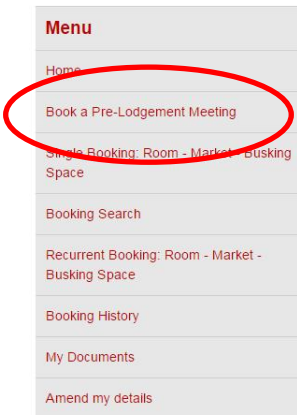 Menu
Home
Book a Pre-Lodgement Meeting
Single Booking: Room - Market - Busking
Space
Booking Search
Recurrent Booking: Room - Market -
Busking Space
Booking History
My Documents
Amend my details